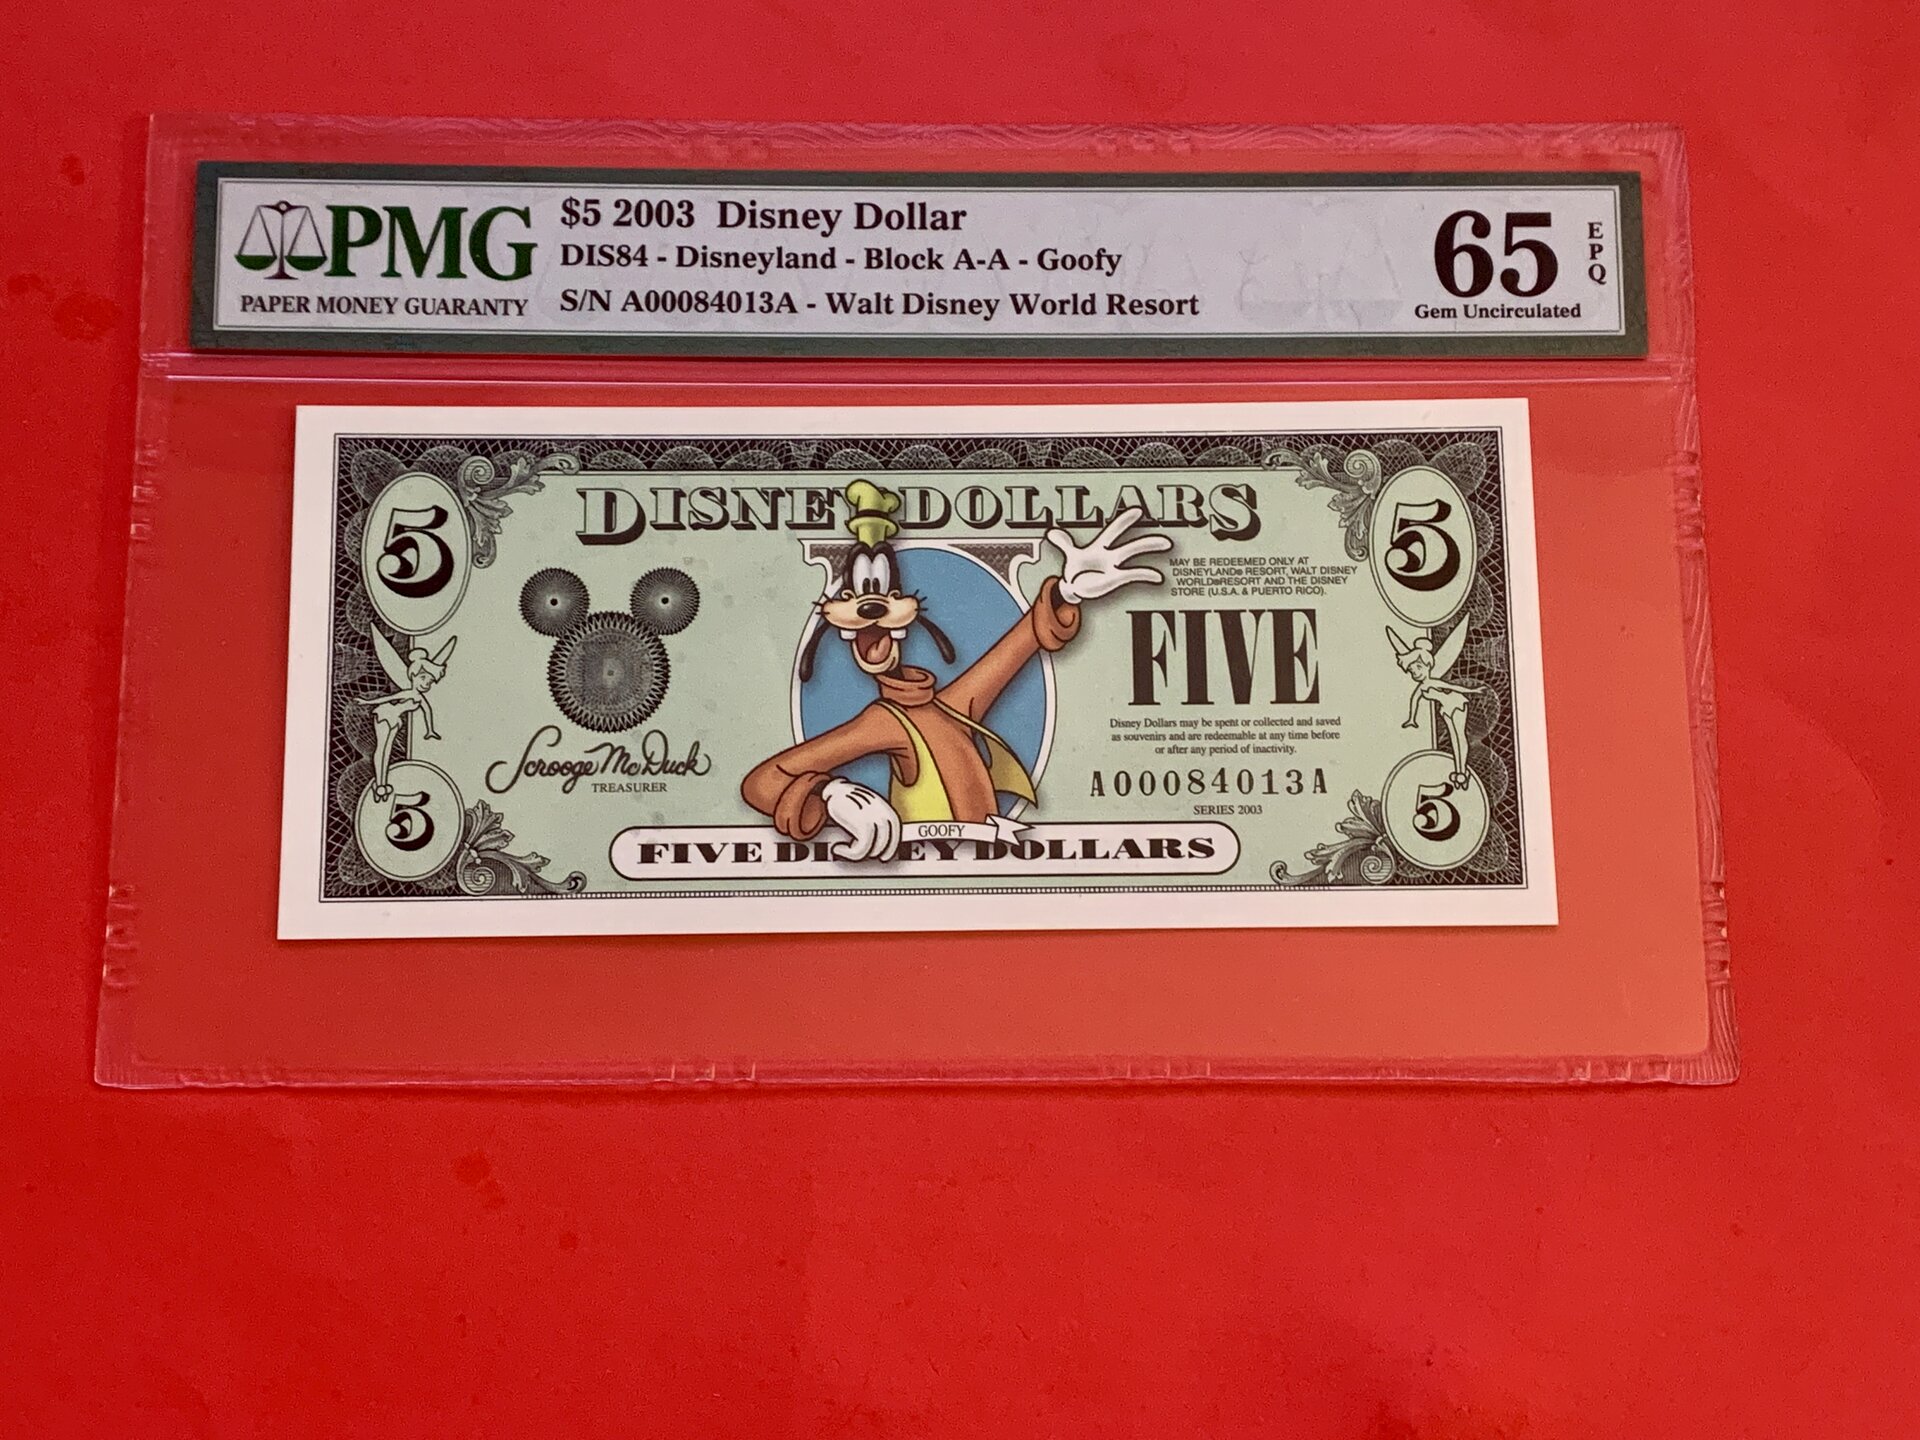 PMG
PAPER MONEY GUARANTY
$5 2003 Disney Dollar
DIS84 - Disneyland - Block A-A - Goofy
S/N A00084013A - Walt Disney World Resort
65
EPQ
Gem Uncirculated
5
DISNEY DOLLARS
5
MAY BE REDEEMED ONLY AT
DISNEYLAND® RESORT, WALT DISNEY
WORLD®RESORT AND THE DISNEY
STORE (U.S.A. & PUERTO RICO).
FIVE
Disney Dollars may be spent or collected and saved
as souvenirs and are redeemable at any time before
or after any period of inactivity.
Scrooge McDuck
TREASURER
A00084013A
SERIES 2003
5
GOOFY
FIVE DISNEY DOLLARS
5